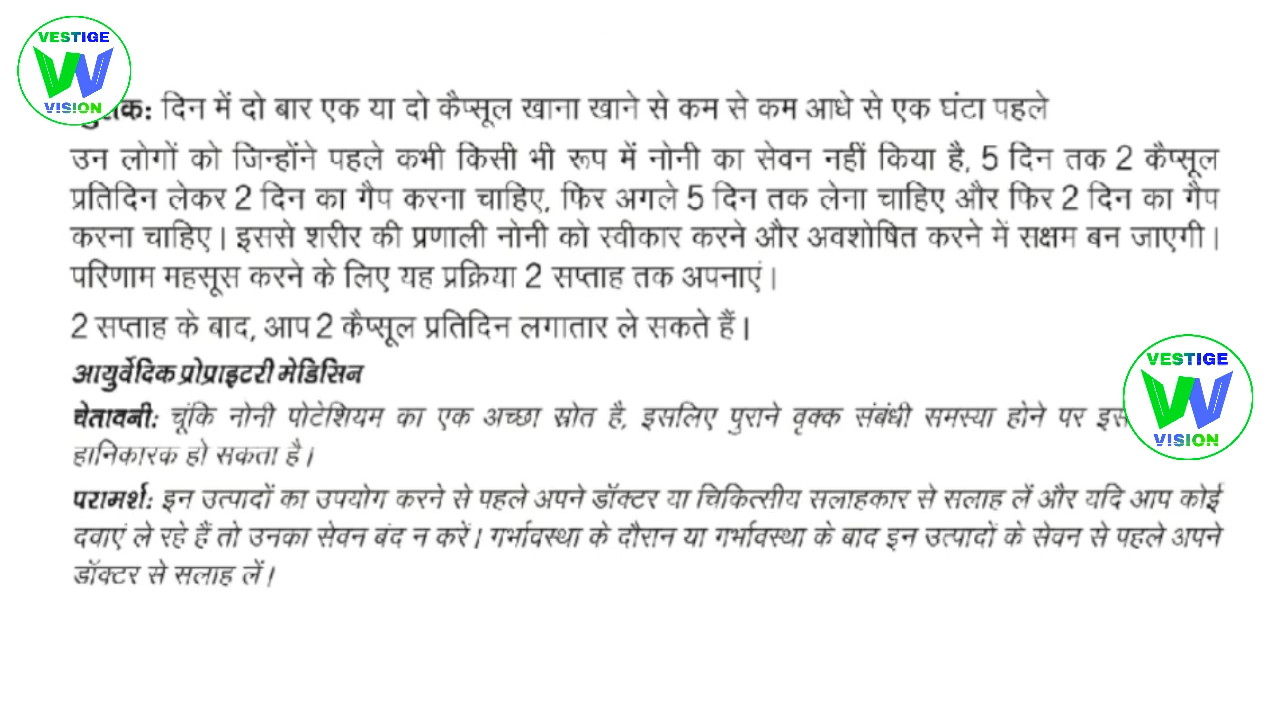 VESTIGE
VISION
दिन में दो बार एक या दो कैप्सूल खाना खाने से कम से कम आधे से एक घंटा पहले
उन लोगों को जिन्होंने पहले कभी किसी भी रूप में नोनी का सेवन नहीं किया है, 5 दिन तक 2 कैप्सूल
प्रतिदिन लेकर 2 दिन का गैप करना चाहिए, फिर अगले 5 दिन तक लेना चाहिए और फिर 2 दिन का गैप
करना चाहिए। इससे शरीर की प्रणाली नोनी को स्वीकार करने और अवशोषित करने में सक्षम बन जाएगी।
परिणाम महसूस करने के लिए यह प्रक्रिया 2 सप्ताह तक अपनाएं।
2 सप्ताह के बाद, आप 2 कैप्सूल प्रतिदिन लगातार ले सकते हैं।
आयुर्वेदिक प्रोप्राइटरी मेडिसिन
चेतावनी: चूंकि नोनी पोटेशियम का एक अच्छा स्रोत है, इसलिए पुराने वृक्क संबंधी समस्या होने पर
हानिकारक हो सकता है।
परामर्श: इन उत्पादों का उपयोग करने से पहले अपने डॉक्टर या चिकित्सीय सलाहकार से सलाह लें और यदि आप कोई
दवाएं ले रहे हैं तो उनका सेवन बंद न करें। गर्भावस्था के दौरान या गर्भावस्था के बाद इन उत्पादों के सेवन से पहले अपने
डॉक्टर से सलाह लें।
VESTIGE
VISION